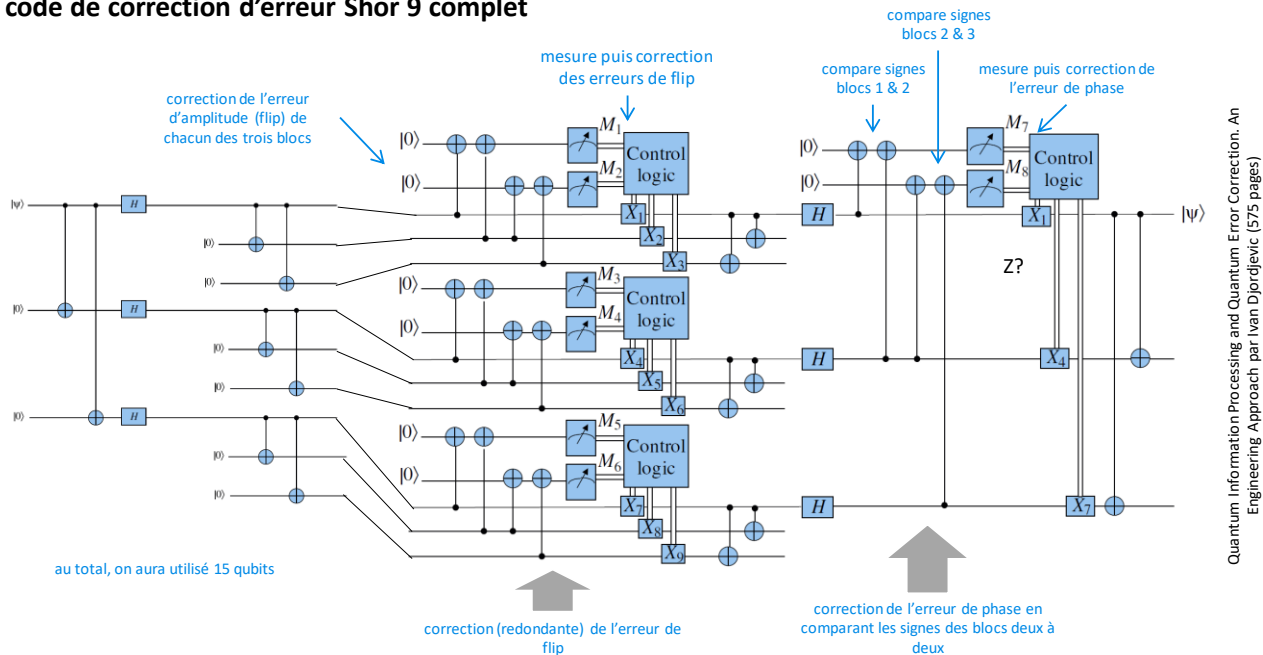 code de correction d'erreur Shor 9 complet
compare signes
blocs 2 & 3
mesure puis correction
des erreurs de flip
compare signes
blocs 1 & 2
mesure puis correction de
l'erreur de phase
correction de l'erreur
d'amplitude (flip) de
chacun des trois blocs
|0⟩
M1
Control
logic
|0⟩
M2
X1
X2
X3
|0⟩
M7
Control
logic
|0⟩
M8
X1
|ψ⟩
H
H
|ψ⟩
|0⟩
|0⟩
Z?
|0⟩
M3
Control
logic
|0⟩
M4
X4
X5
X6
|0⟩
H
|0⟩
|0⟩
H
X4
|0⟩
H
|0⟩
|0⟩
|0⟩
M5
Control
logic
|0⟩
M6
X7
X8
X9
H
X7
au total, on aura utilisé 15 qubits
correction (redondante) de l'erreur de
flip
correction de l'erreur de phase en
comparant les signes des blocs deux à
deux
Quantum Information Processing and Quantum Error Correction. An
Engineering Approach par Ivan Djordjevic (575 pages)